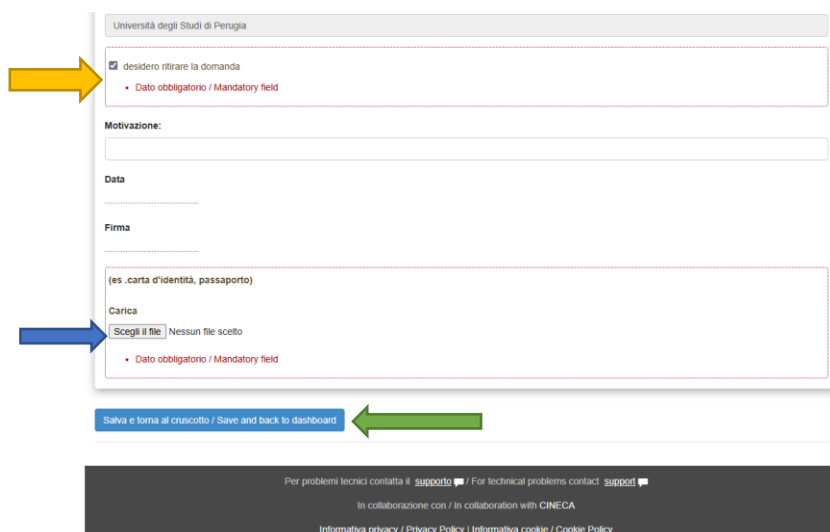 Università degli Studi di Perugia
desidero ritirare la domanda
• Dato obbligatorio / Mandatory field
Motivazione:
Data
Firma
(es .carta d'identità, passaporto)
Carica
Scegli il file Nessun file scelto
• Dato obbligatorio / Mandatory field
Salva e torna al cruscotto / Save and back to dashboard
Per problemi tecnici contatta il supporto / For technical problems contact support
In collaborazione con / In collaboration with CINECA
Informativa privacy / Privacy Policy | Informativa cookie / Cookie Policy